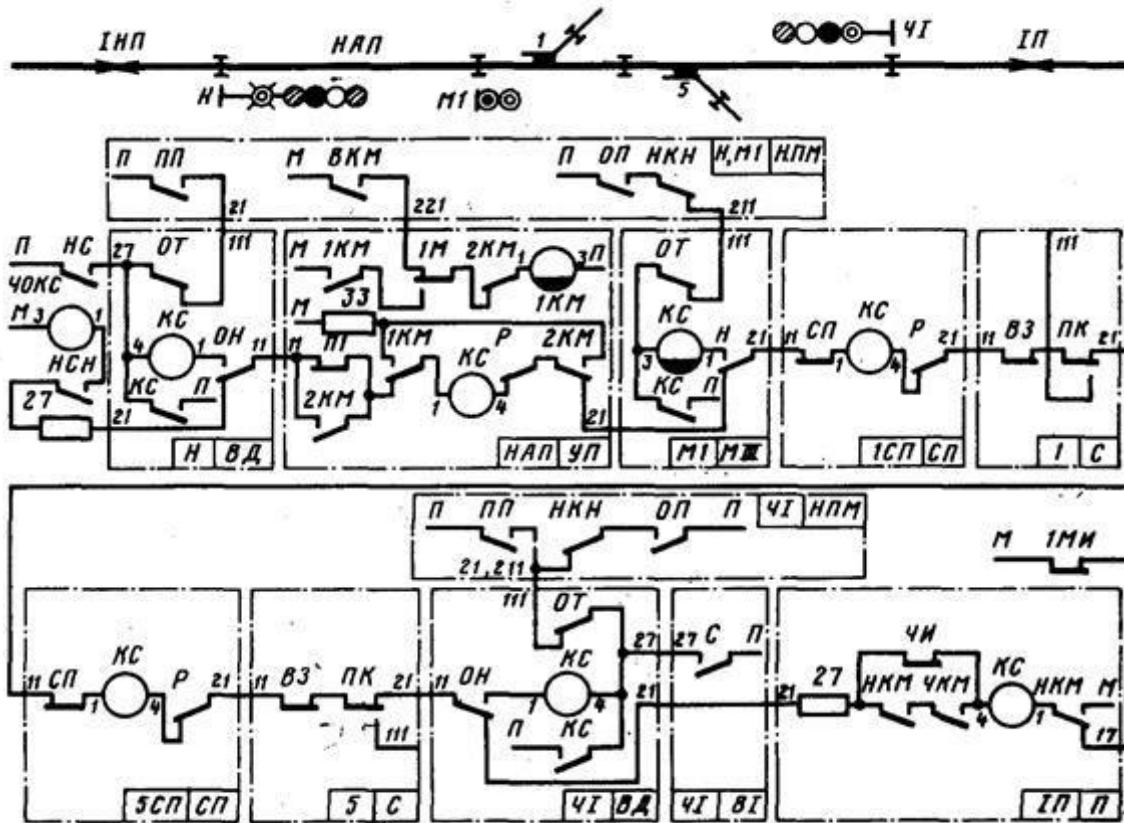 IНП НАП 1 ЧI IП
Н М1 5
П ПП М ВКМ П ОП НКН Н,М1 НПМ
21 221 211
П НС 27 ОТ 111 М 1КМ 1М 2КМ 1 3 П ОТ 111 111
ЧОКС КС М 33 1КМ КС
М 3 1 4 1 ОН 11 11 ПТ 1КМ КС Р 2КМ 3 1 Н 21 11 СП КС Р 21 11 ВЗ ПК 21
НСН КС П 2КМ 1 4 КС П 1 4
27 21 21 111
Н ВД НАП УП М1 МIII 1СП СП 1 С
П ПП НКН ОП П ЧI НПМ
21,211 М 1МИ
111 ОТ
КС КС 27 27 С П ЧИ
11 СП Р 21 11 ВЗ ПК 21 11 ОН 21 21 27 НКМ ЧКМ КС НКМ М
1 4 1 4 4 1 17
111 П КС
5СП СП 5 С ЧI ВД ЧI ВI IП П